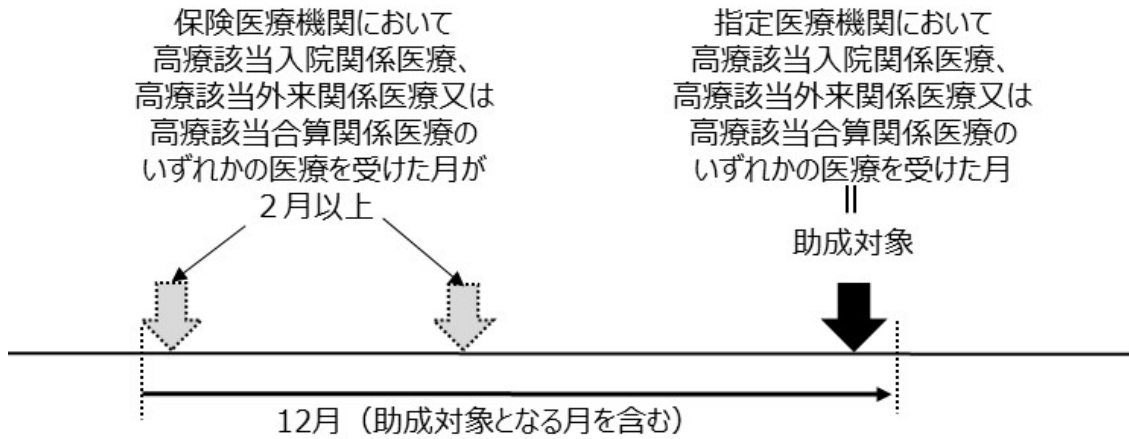 保険医療機関において
高療該当入院関係医療、
高療該当外来関係医療又は
高療該当合算関係医療の
いずれかの医療を受けた月が
２月以上
指定医療機関において
高療該当入院関係医療、
高療該当外来関係医療又は
高療該当合算関係医療の
いずれかの医療を受けた月
||
助成対象
12月（助成対象となる月を含む）